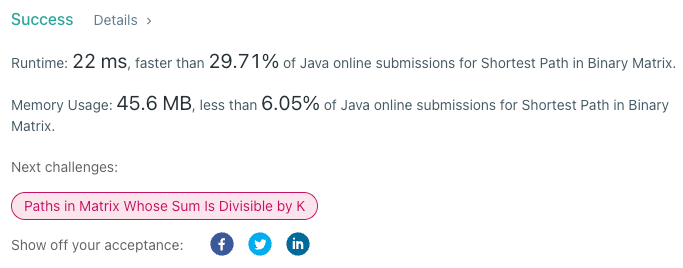 Success Details ›
Runtime: 22 ms, faster than 29.71% of Java online submissions for Shortest Path in Binary Matrix.
Memory Usage: 45.6 MB, less than 6.05% of Java online submissions for Shortest Path in Binary
Matrix.
Next challenges:
Paths in Matrix Whose Sum Is Divisible by K
Show off your acceptance: f in